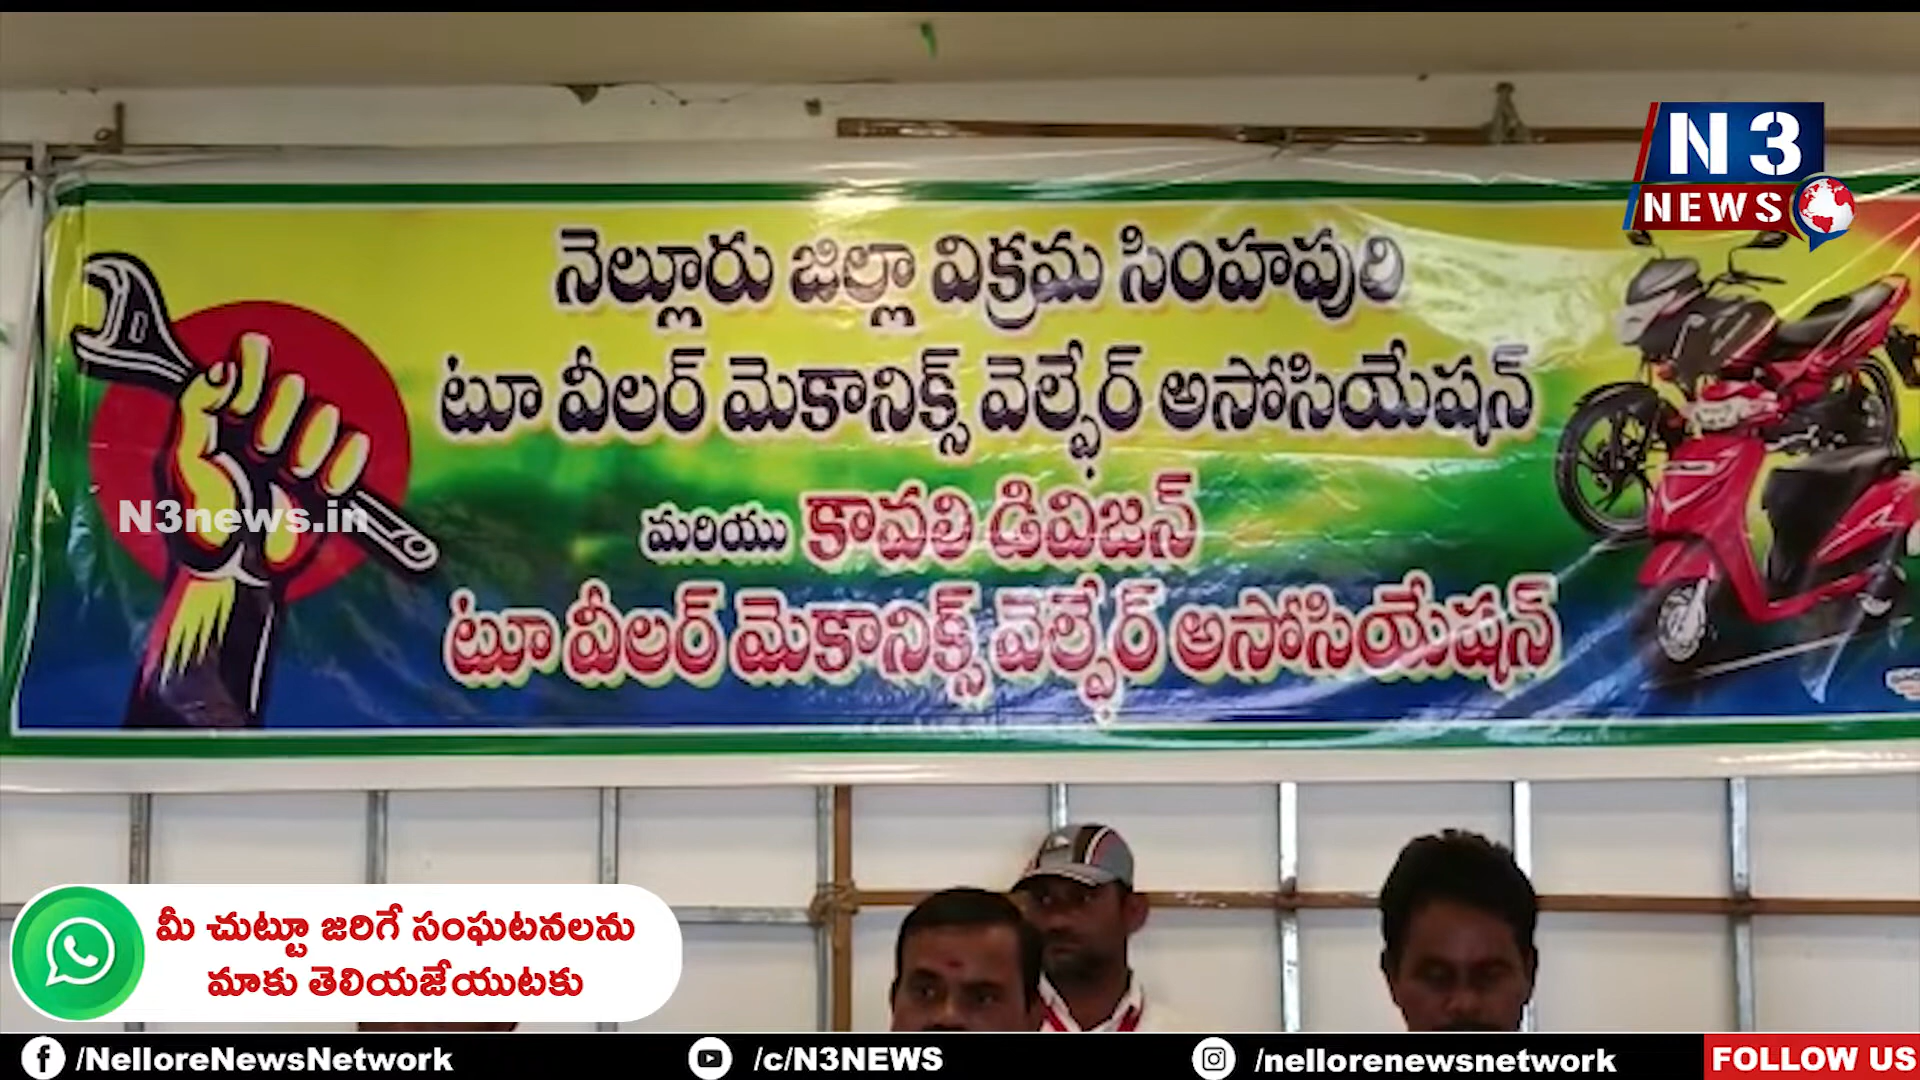 N3
NEWS
నెల్లూరు జిల్లా విక్రమ సింహపురి
టూ వీలర్ మెకానిక్స్ వెల్ఫేర్ అసోసియేషన్
మరియు కావలి డివిజన్
టూ వీలర్ మెకానిక్స్ వెల్ఫేర్ అసోసియేషన్
N3news.in
మీ చుట్టూ జరిగే సంఘటనలను
మాకు తెలియజేయుటకు
/NelloreNewsNetwork
/c/N3NEWS
/nellorenewsnetwork
FOLLOW US